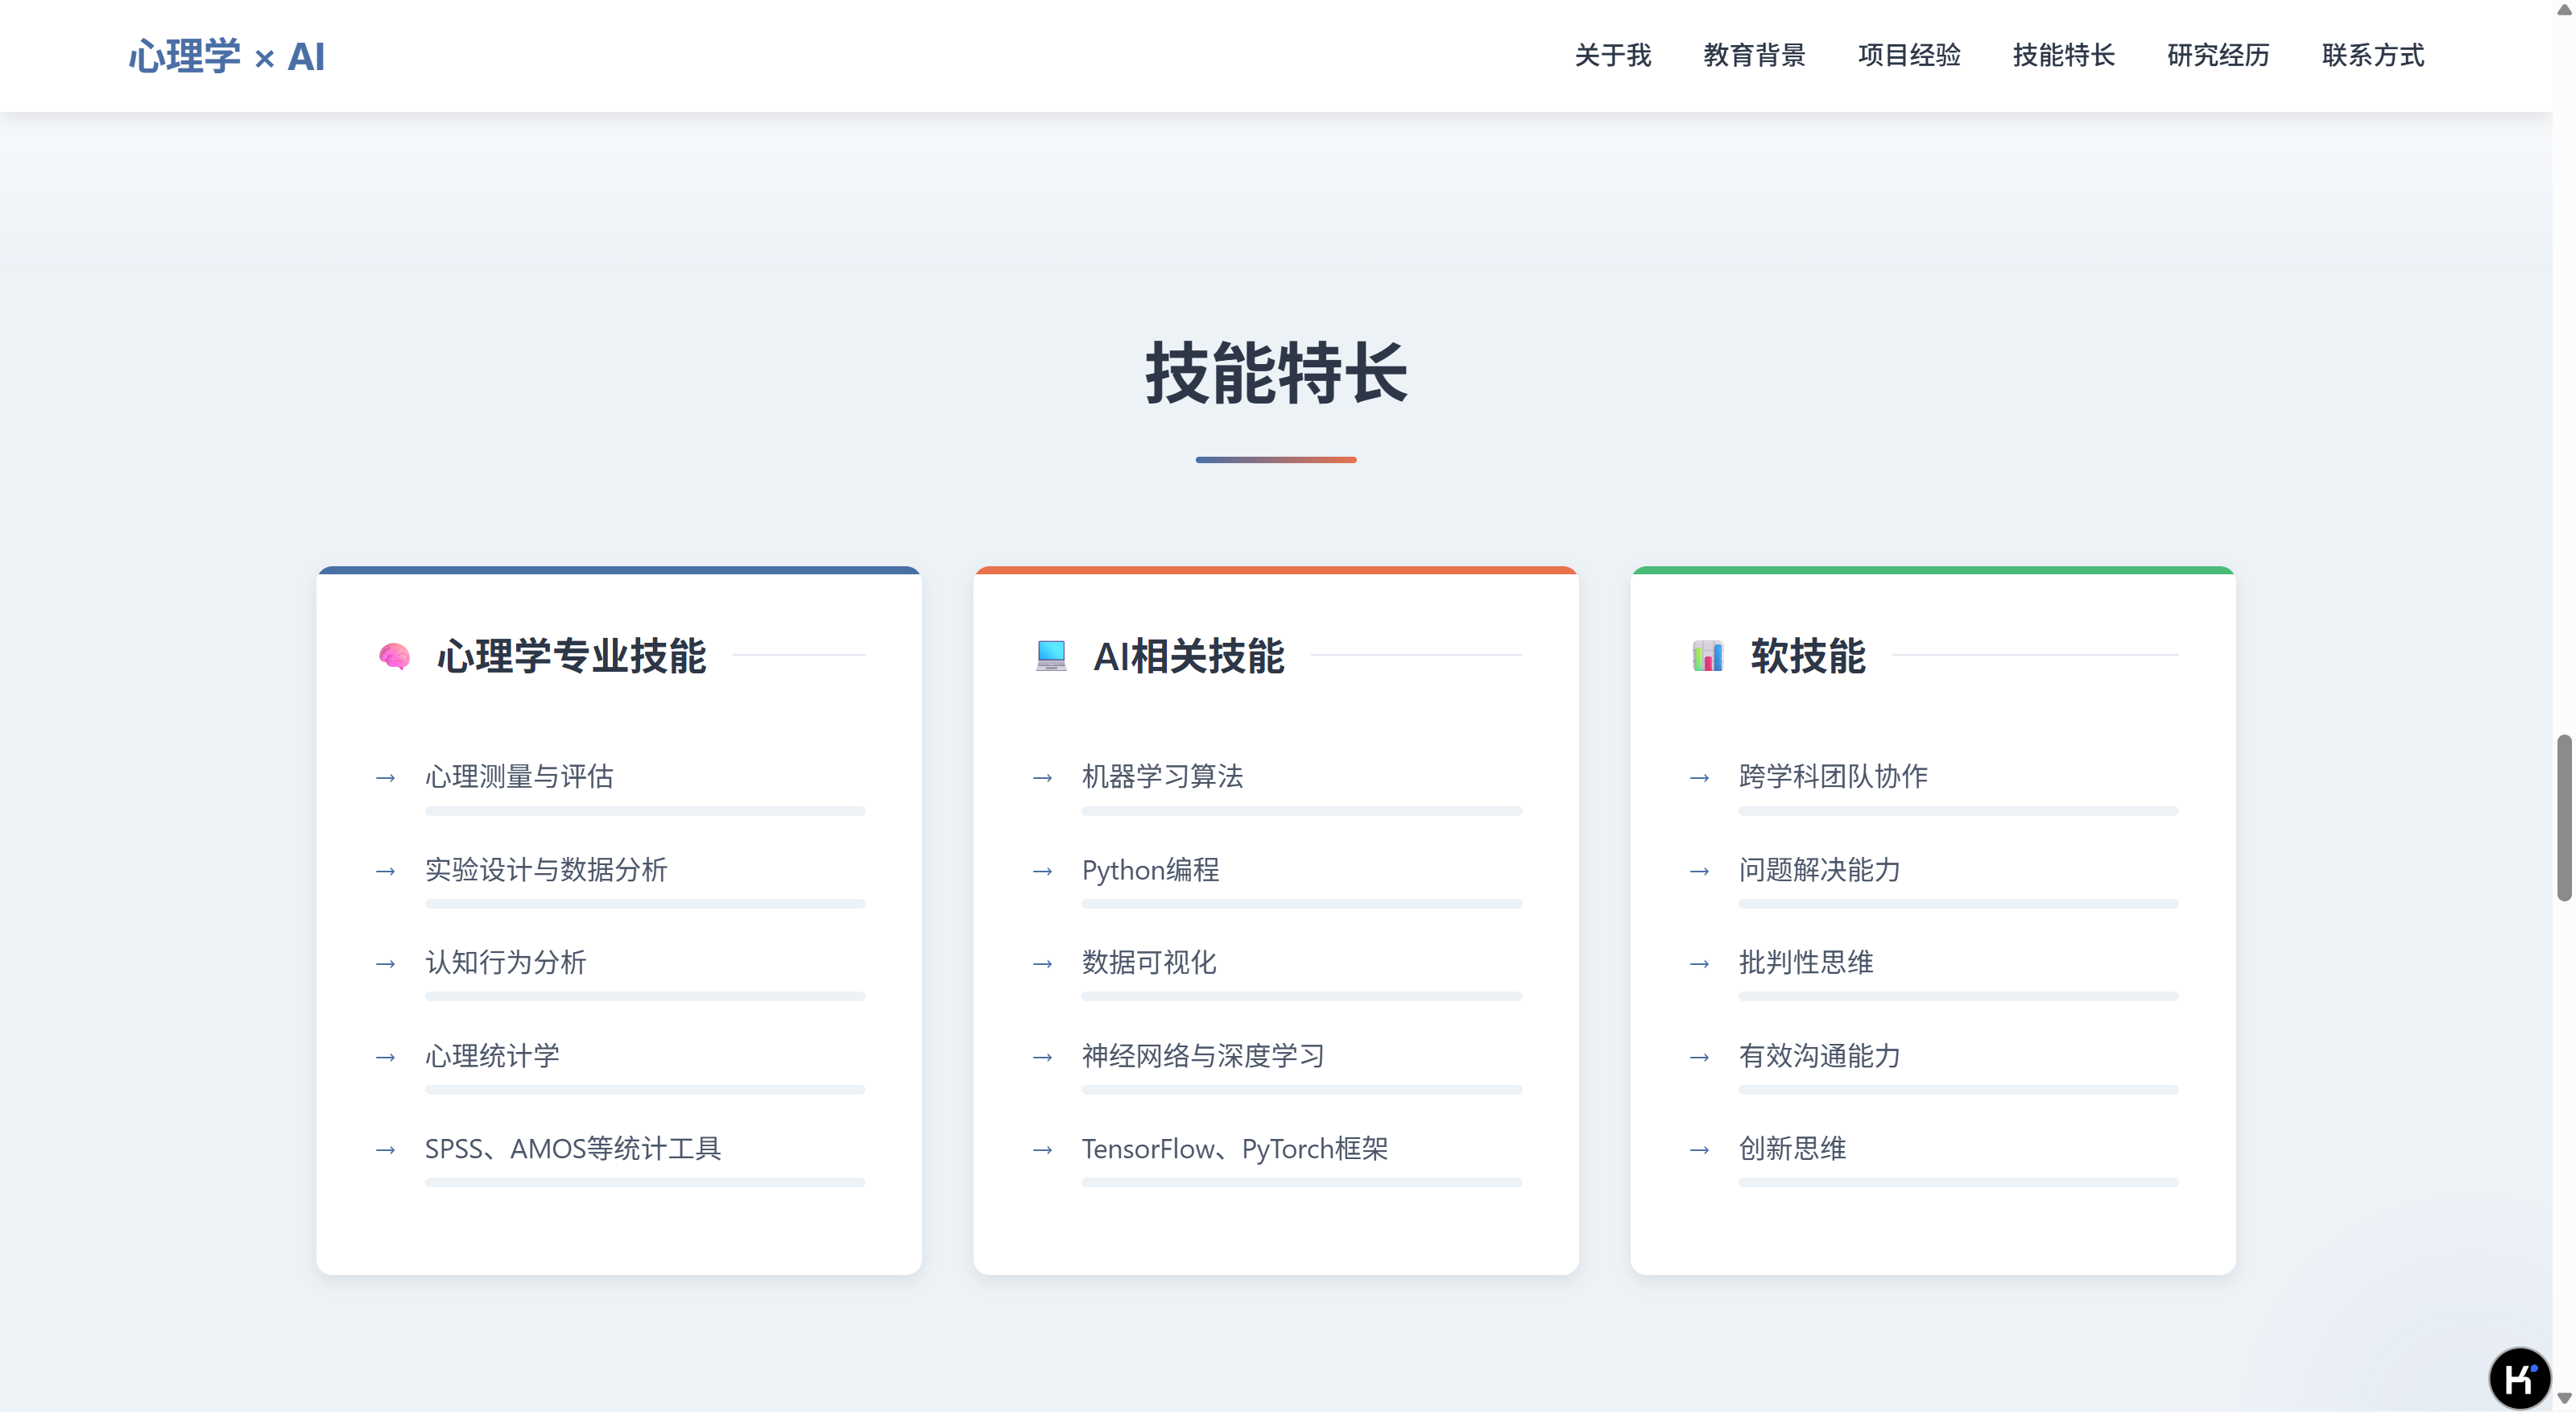 心理学 × AI
关于我 教育背景 项目经验 技能特长 研究经历 联系方式
技能特长
心理学专业技能
→ 心理测量与评估
→ 实验设计与数据分析
→ 认知行为分析
→ 心理统计学
→ SPSS、AMOS等统计工具
AI相关技能
→ 机器学习算法
→ Python编程
→ 数据可视化
→ 神经网络与深度学习
→ TensorFlow、PyTorch框架
软技能
→ 跨学科团队协作
→ 问题解决能力
→ 批判性思维
→ 有效沟通能力
→ 创新思维
K